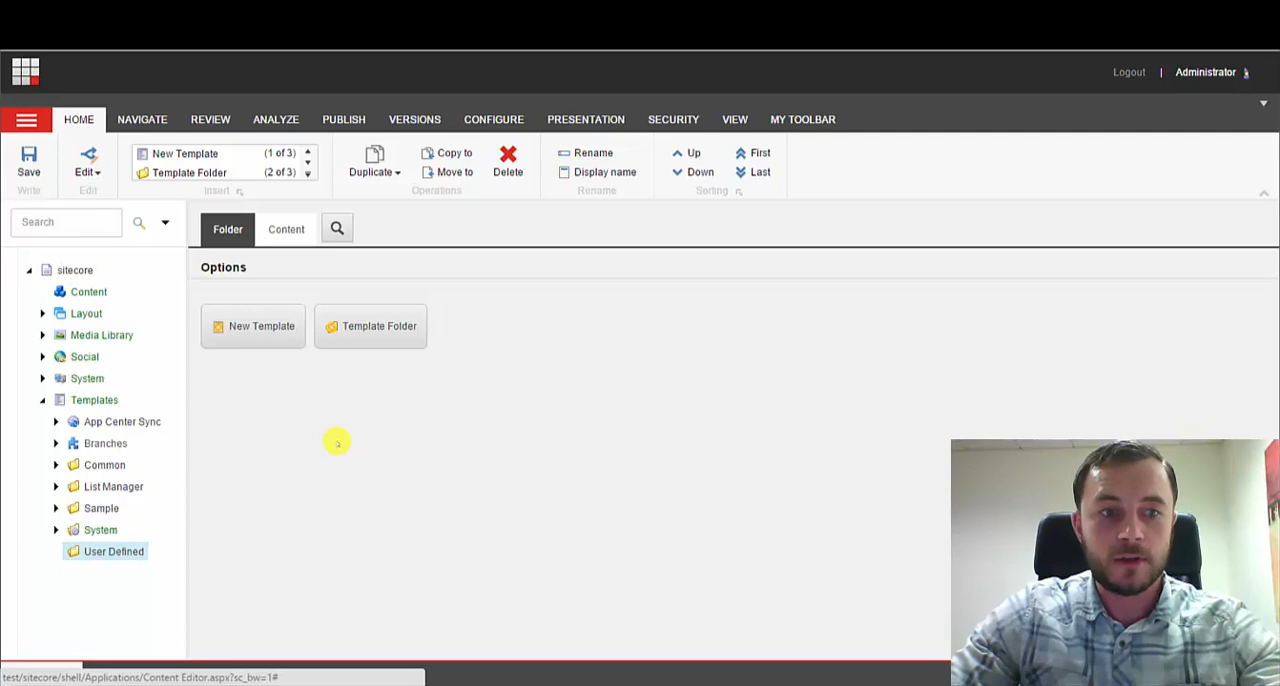 Logout | Administrator
HOME NAVIGATE REVIEW ANALYZE PUBLISH VERSIONS CONFIGURE PRESENTATION SECURITY VIEW MY TOOLBAR
Save
Write
Edit
Edit
New Template (1 of 3)
Template Folder (2 of 3)
Insert
Duplicate
Copy to
Move to
Delete
Operations
Rename
Display name
Rename
Up
Down
First
Last
Sorting
Search
Folder
Content
Options
New Template
Template Folder
sitecore
Content
Layout
Media Library
Social
System
Templates
App Center Sync
Branches
Common
List Manager
Sample
System
User Defined
test/sitecore/shell/Applications/Content Editor.aspx?sc_bw=1#